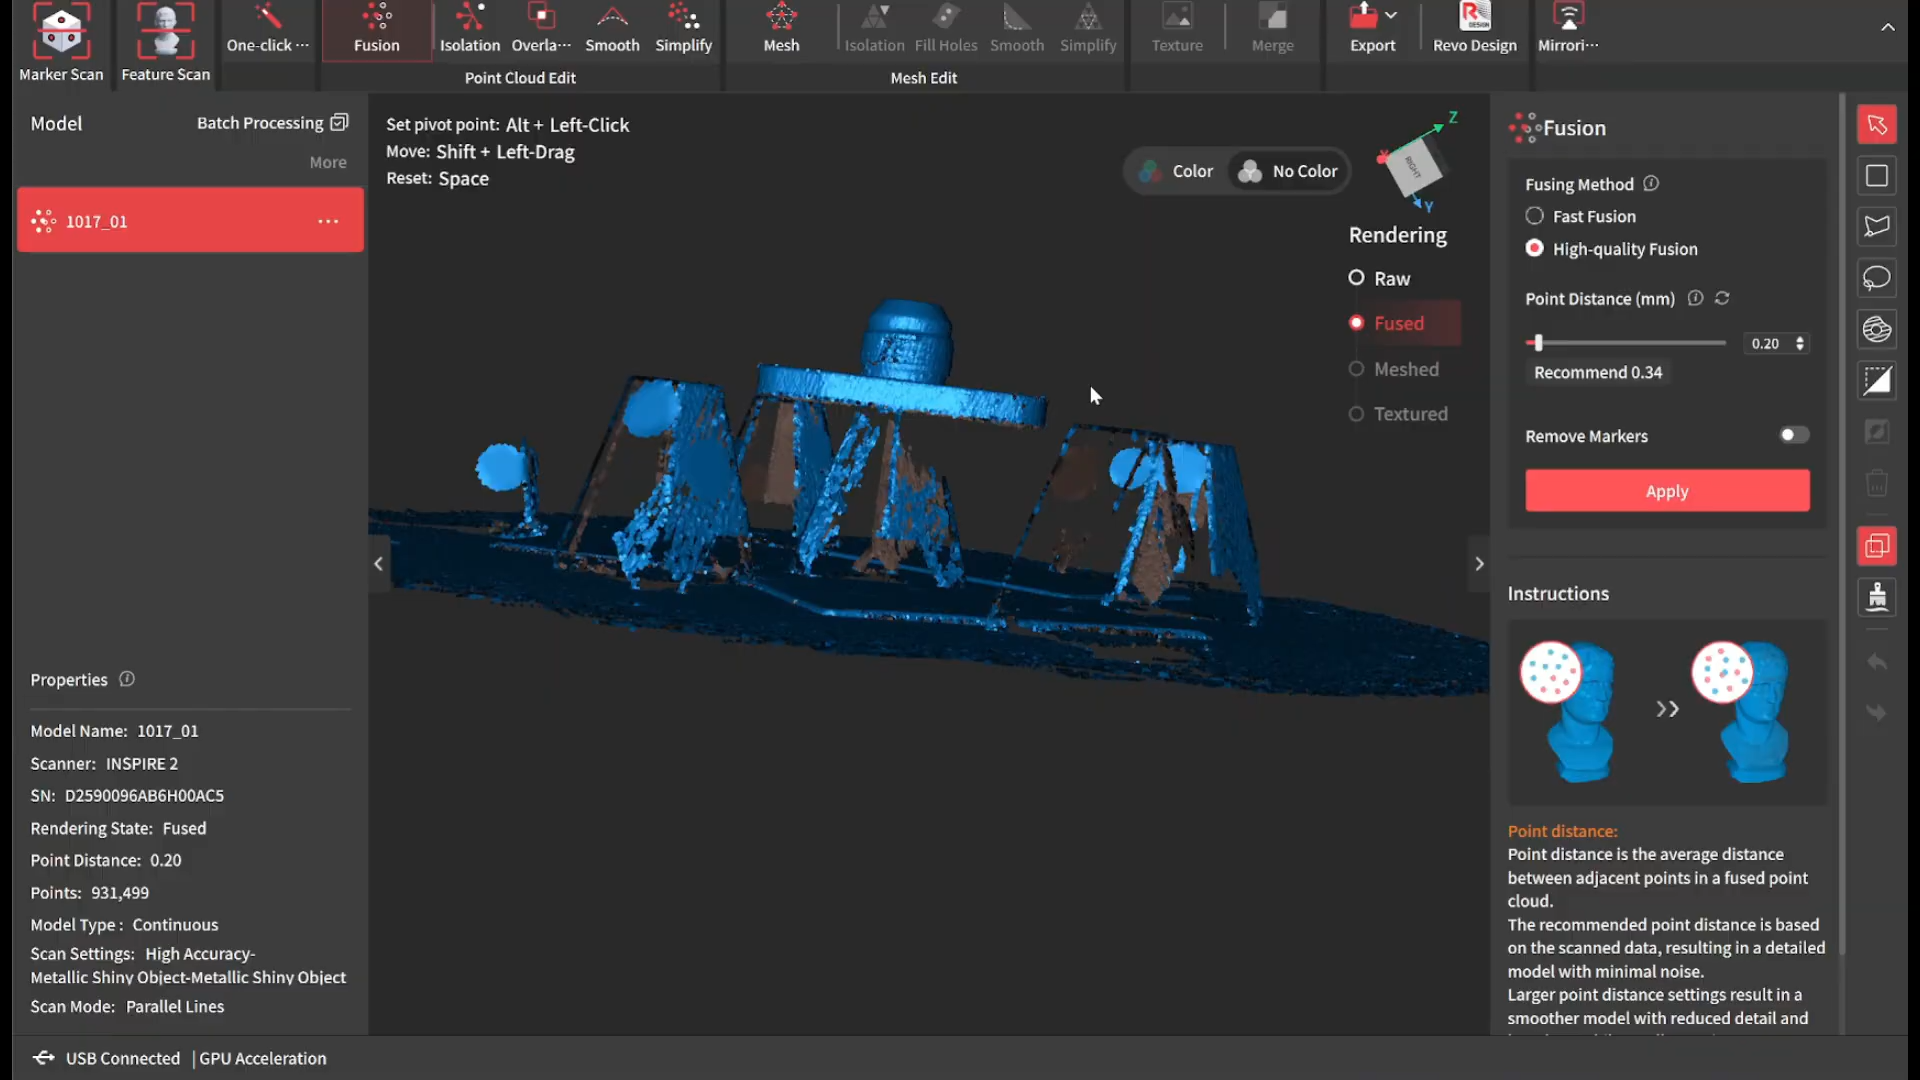 Marker Scan
Feature Scan
One-click ···
Fusion
Isolation
Overla···
Smooth
Simplify
Point Cloud Edit
Mesh
Isolation
Fill Holes
Smooth
Simplify
Mesh Edit
Texture
Merge
Export
Revo Design
Mirrori···
Model
Batch Processing
More
1017_01
Properties
Model Name: 1017_01
Scanner: INSPIRE 2
SN: D2590096AB6H00AC5
Rendering State: Fused
Point Distance: 0.20
Points: 931,499
Model Type : Continuous
Scan Settings: High Accuracy-
Metallic Shiny Object-Metallic Shiny Object
Scan Mode: Parallel Lines
USB Connected | GPU Acceleration
Set pivot point: Alt + Left-Click
Move: Shift + Left-Drag
Reset: Space
Color
No Color
Z
X
RIGHT
Y
Rendering
Raw
Fused
Meshed
Textured
Fusion
Fusing Method
Fast Fusion
High-quality Fusion
Point Distance (mm)
0.20
Recommend 0.34
Remove Markers
Apply
Instructions
Point distance:
Point distance is the average distance
between adjacent points in a fused point
cloud.
The recommended point distance is based
on the scanned data, resulting in a detailed
model with minimal noise.
Larger point distance settings result in a
smoother model with reduced detail and